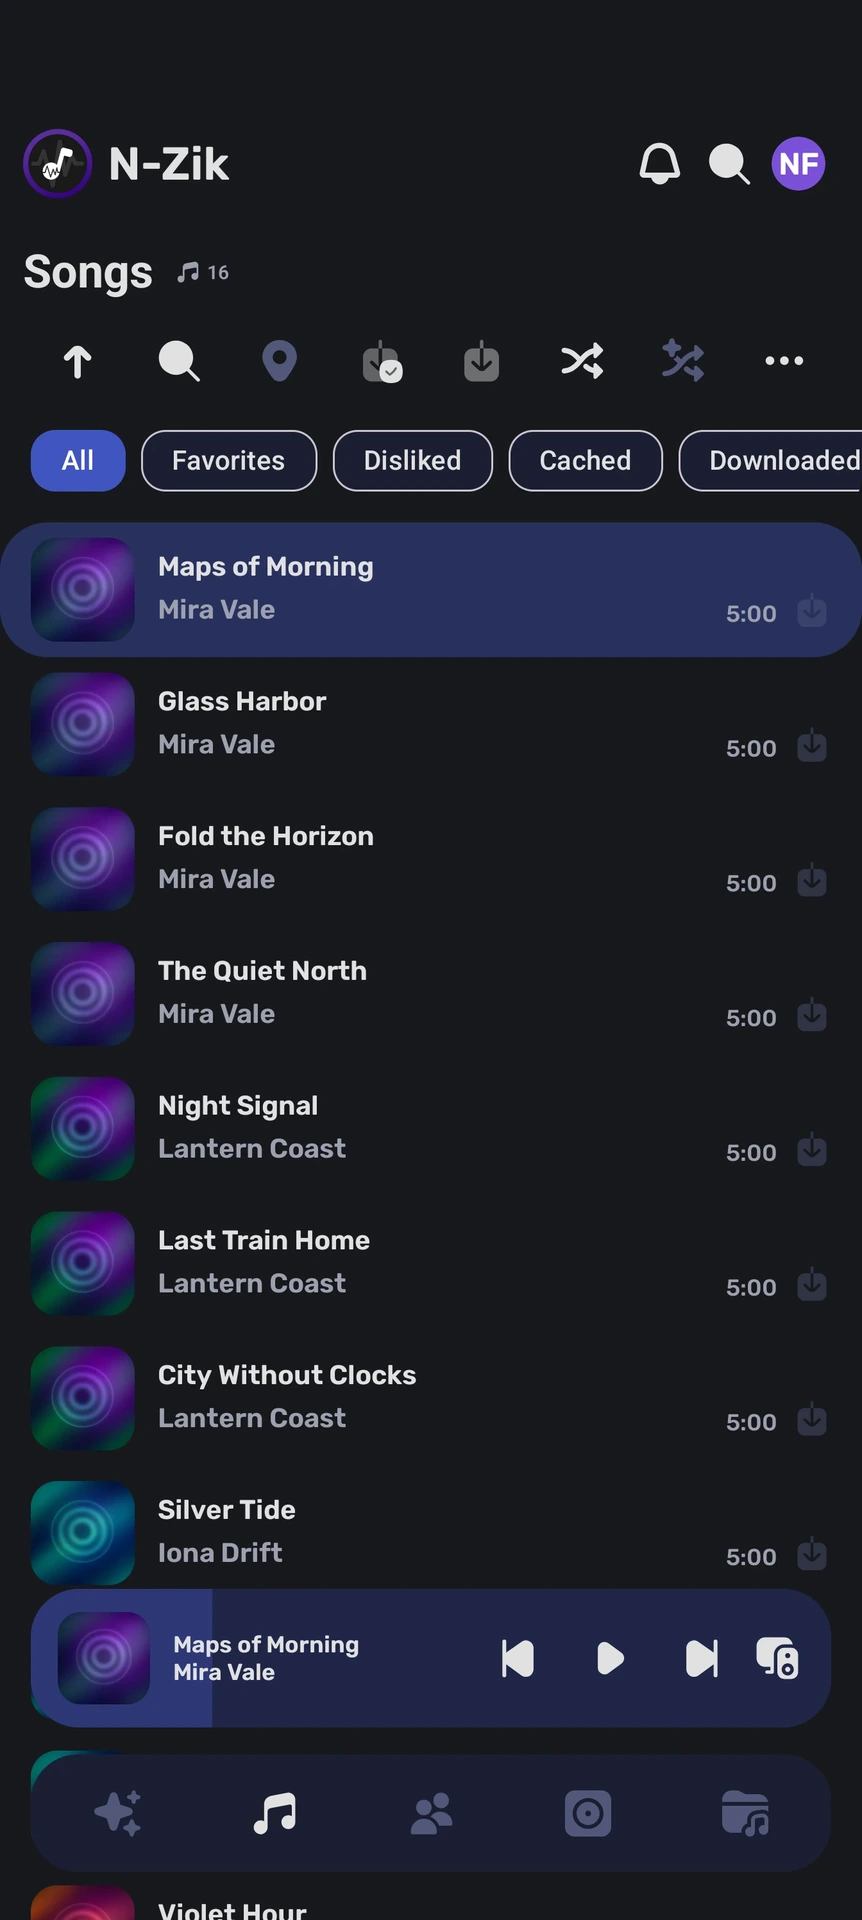 N-Zik
NF
Songs
16
All
Favorites
Disliked
Cached
Downloaded
Maps of Morning
Mira Vale
5:00
Glass Harbor
Mira Vale
5:00
Fold the Horizon
Mira Vale
5:00
The Quiet North
Mira Vale
5:00
Night Signal
Lantern Coast
5:00
Last Train Home
Lantern Coast
5:00
City Without Clocks
Lantern Coast
5:00
Silver Tide
Iona Drift
5:00
Maps of Morning
Mira Vale
Violet Hour